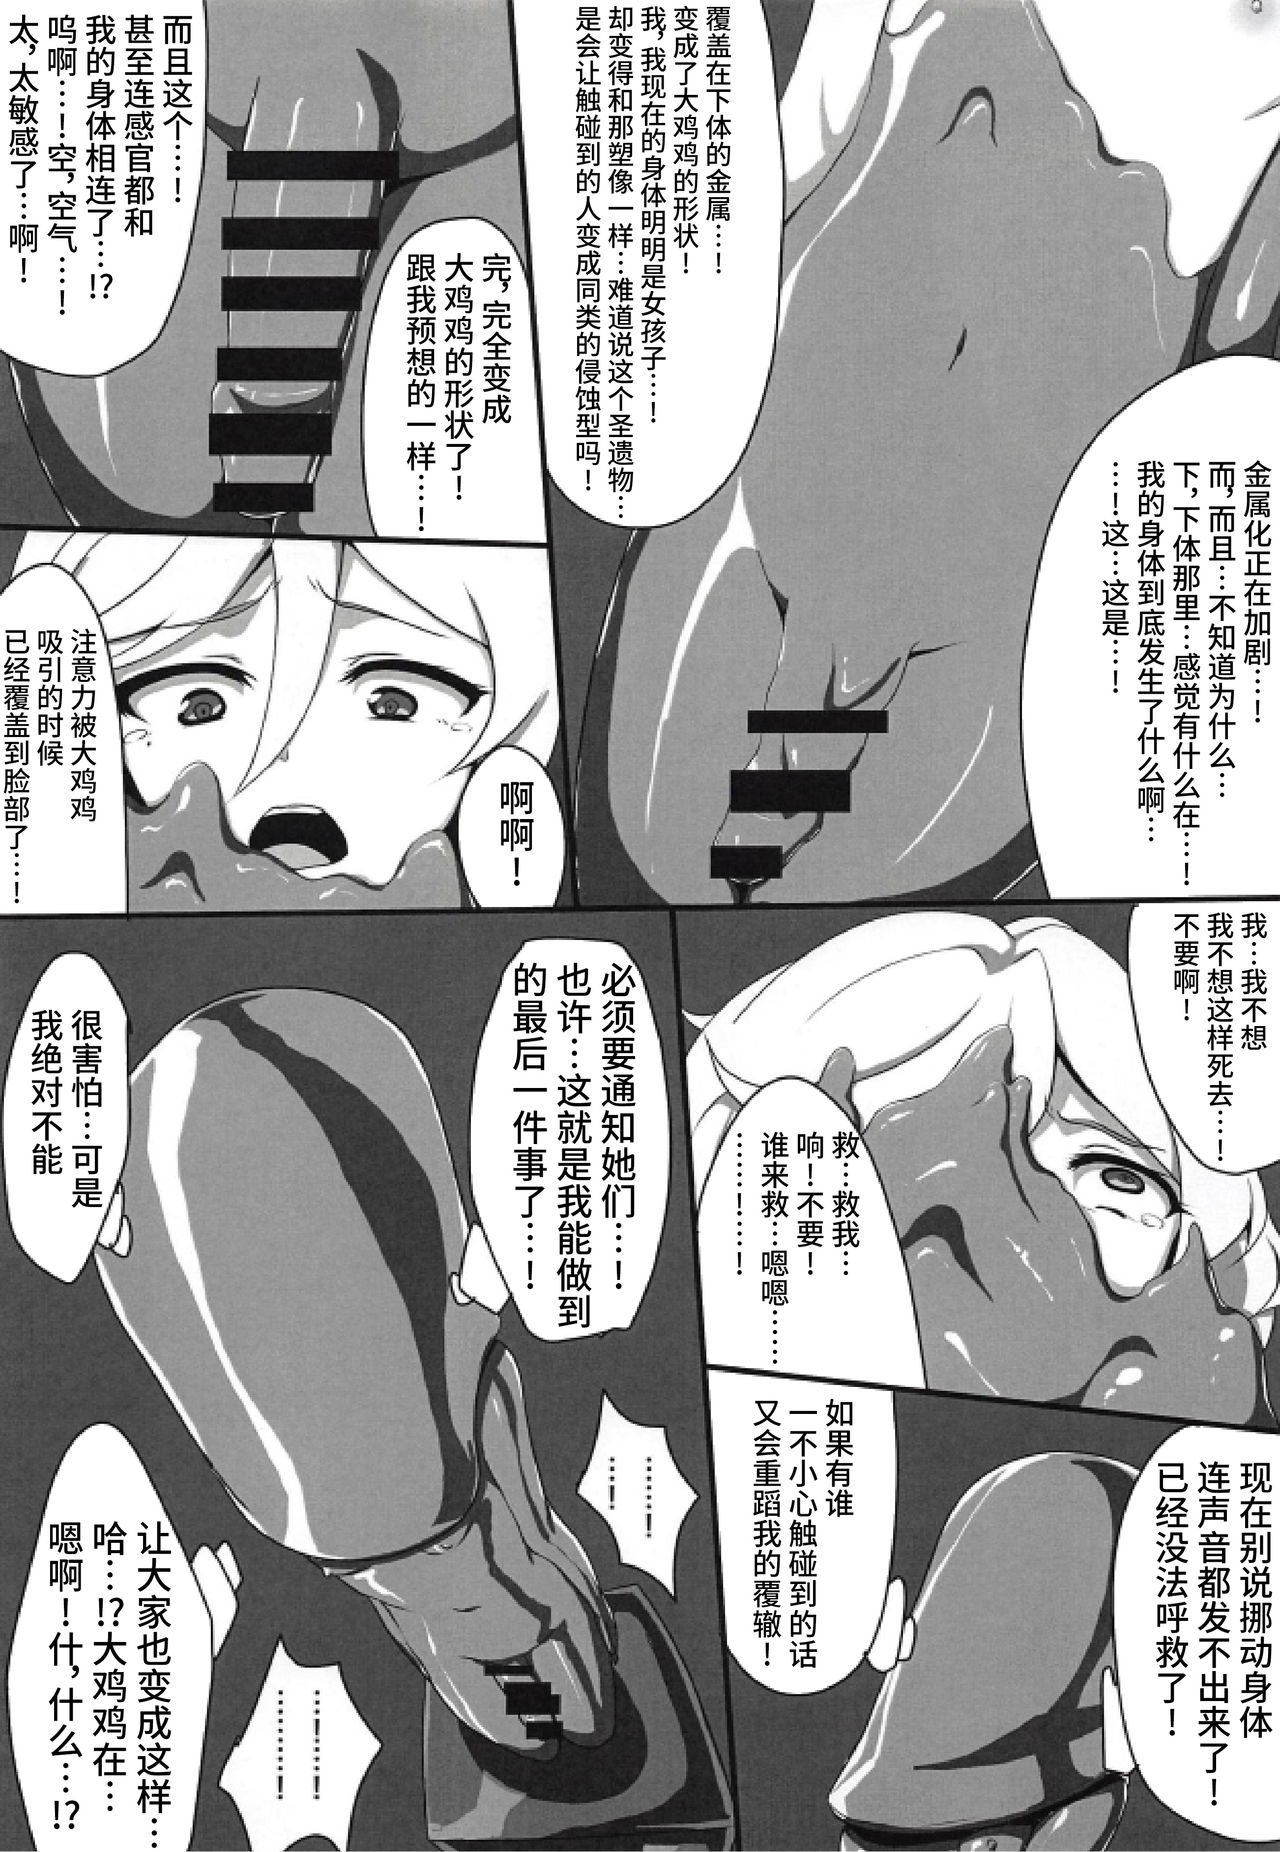 金属化正在加剧…！
而，而且…不知道为什么…
下，下体那里…感觉有什么在…！
我的身体到底发生了什么啊…
…！这…这是…！
覆盖在下体的金属…！
变成了大鸡鸡的形状！
我，我现在的身体明明是女孩子…！
却变得和那塑像一样…难道说这个圣遗物…
是会让触碰到的人变成同类的侵蚀型吗！
完，完全变成
大鸡鸡的形状了！
跟我预想的一样…！
而且这个…！
甚至连感官都和
我的身体相连了…!?
呜啊…！空，空气…！
太，太敏感了…啊！
啊啊！
注意力被大鸡鸡
吸引的时候
已经覆盖到脸部了…！
我…我不想
我不想这样死去…！
不要啊！
救…救我…
响！不要！
谁来救…嗯嗯……
……！…！
现在别说挪动身体
连声音都发不出来了！
已经没法呼救了！
如果有谁
一不小心触碰到的话
又会重蹈我的覆辙！
必须要通知她们…！
也许…这就是我能做到
的最后一件事了…！
很害怕…可是
我绝对不能
……！
……！
让大家也变成这样…
哈…!?大鸡鸡在…
嗯啊！什，什么…!?
…！……！
……！